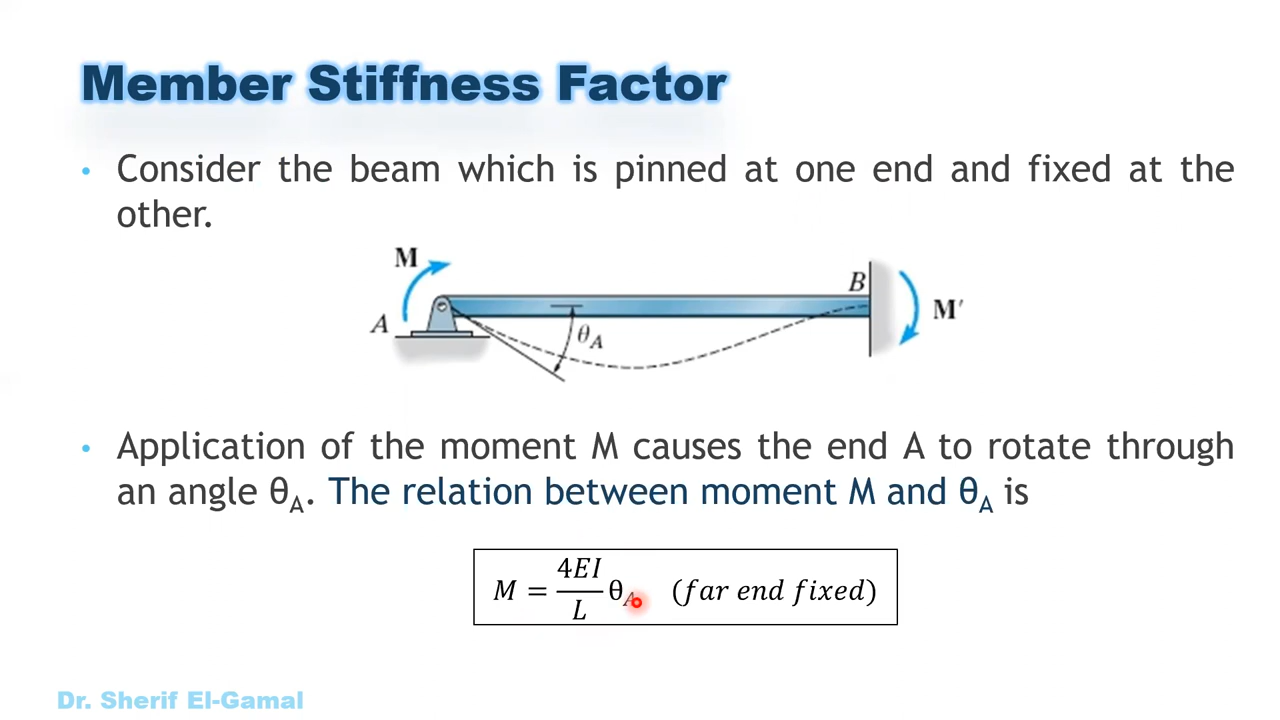 Member Stiffness Factor
• Consider the beam which is pinned at one end and fixed at the
other.
M
B
A
θA
M′
• Application of the moment M causes the end A to rotate through
an angle θA. The relation between moment M and θA is
M = 4EI/L θA (far end fixed)
Dr. Sherif El-Gamal